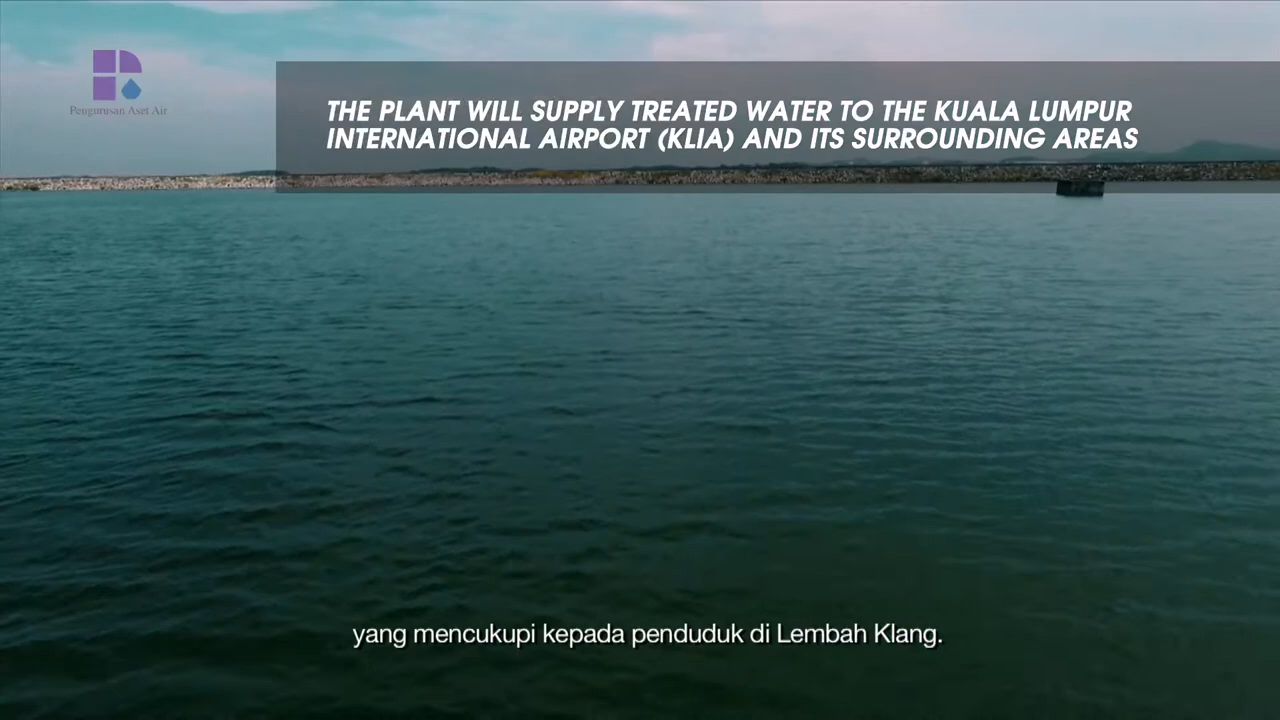 Pengurusan Aset Air
THE PLANT WILL SUPPLY TREATED WATER TO THE KUALA LUMPUR
INTERNATIONAL AIRPORT (KLIA) AND ITS SURROUNDING AREAS
yang mencukupi kepada penduduk di Lembah Klang.